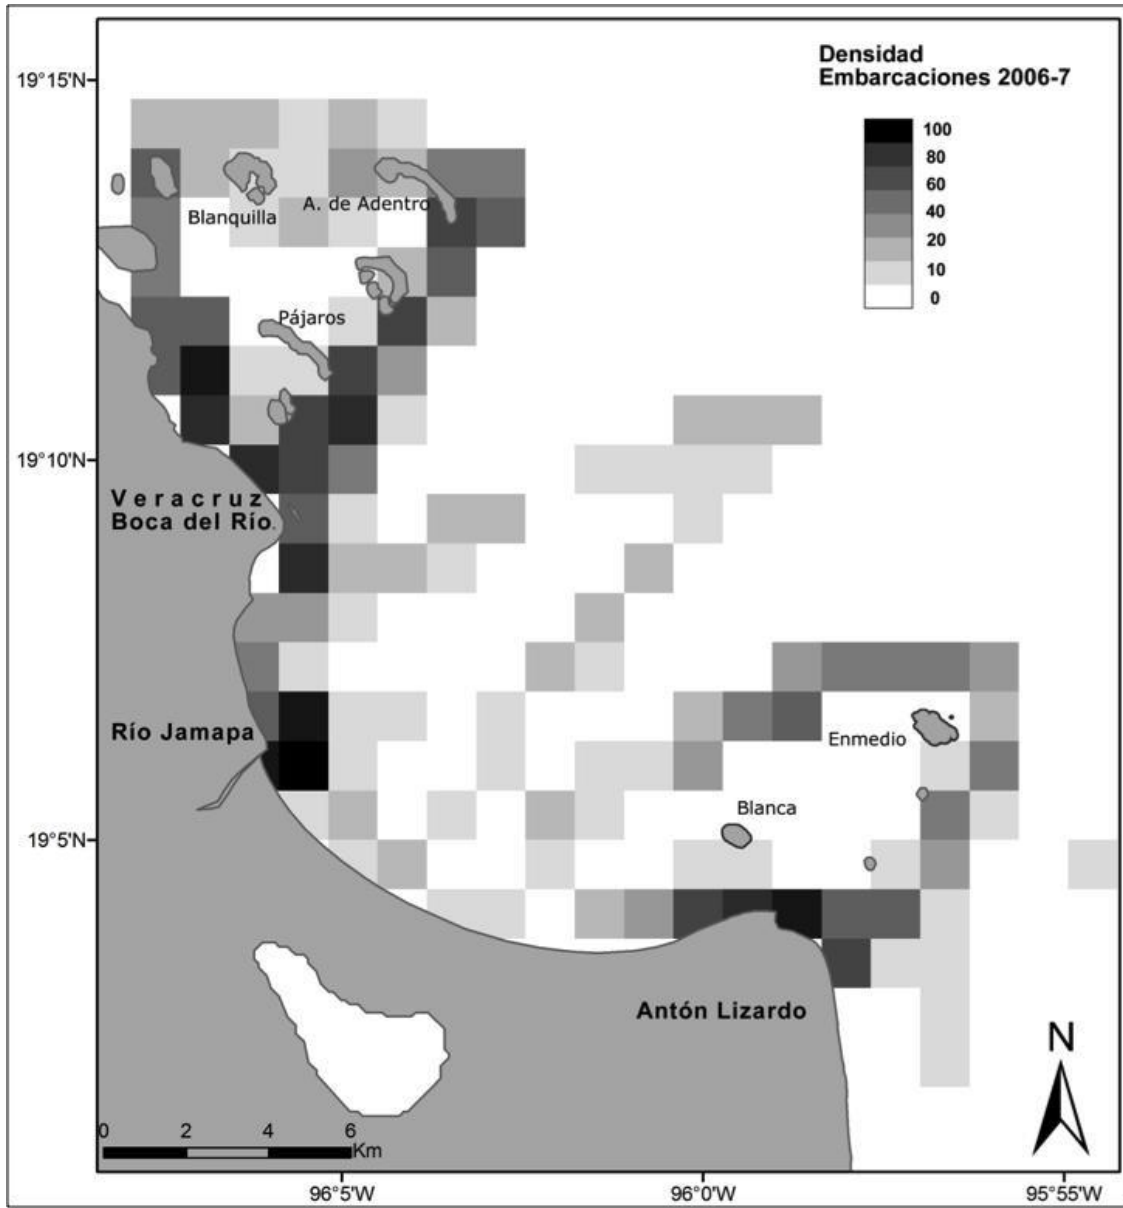 Densidad
Embarcaciones 2006-7
100
80
60
40
20
10
0
19°15'N
19°10'N
19°5'N
A. de Adentro
Blanquilla
Pájaros
Veracruz
Boca del Río.
Río Jamapa
Enmedio
Blanca
Antón Lizardo
N
0 2 4 6
Km
96°5'W 96°0'W 95°55'W